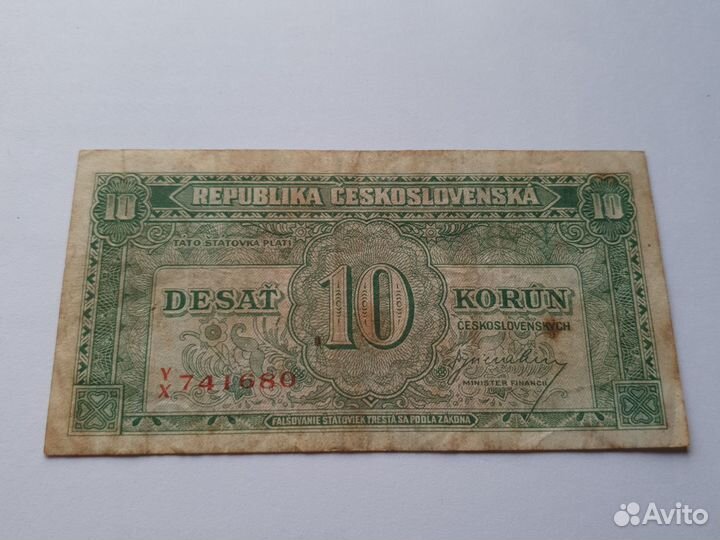 REPUBLIKA ČESKOSLOVENSKÁ
10 10
TÁTO STÁTOVKA PLATÍ
DESAŤ 10 KORÚN
ČESKOSLOVENSKÝCH
Y/X 741680
MINISTER FINANCIÍ
FALŠOVANIE ŠTÁTOVIEK TRESTÁ SA PODĽA ZÁKONA
Avito